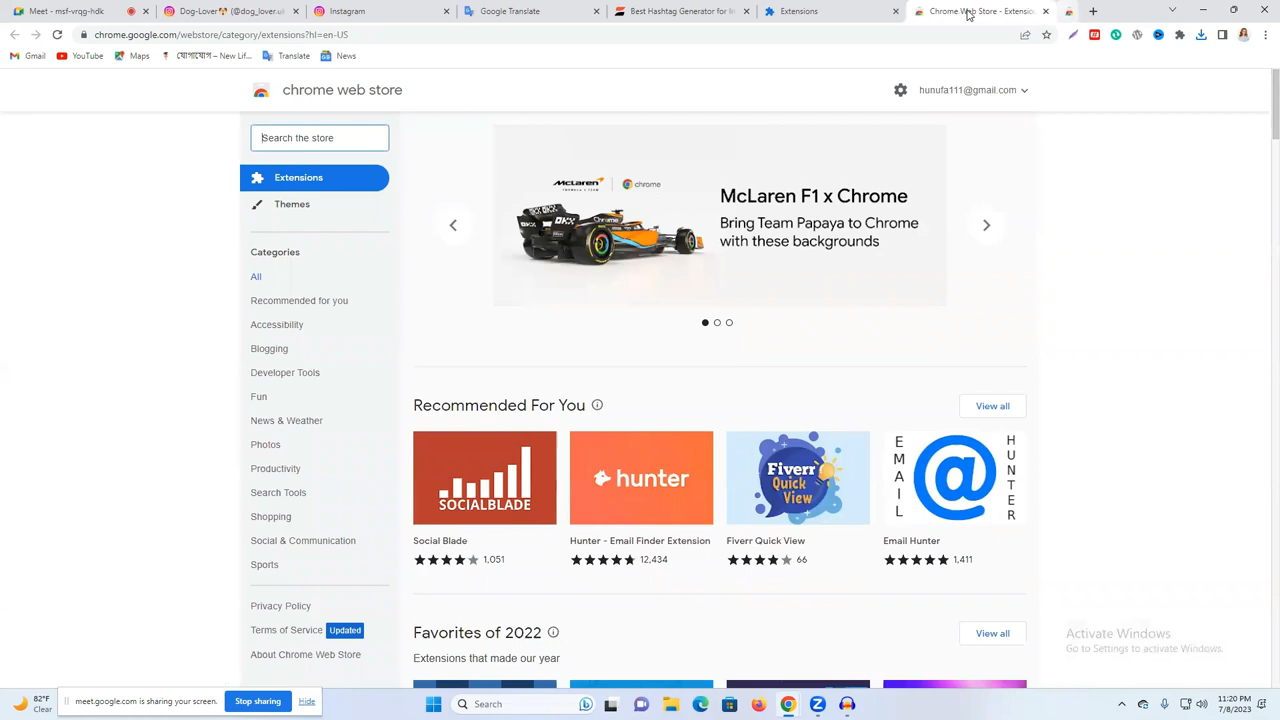 Meet - msf-vrqq-hdk
Dog-Lover🐶(@dog_lover.uk
Instagram
Google Translate
Best Hashtag Generator for In
Extensions
Chrome Web Store - Extensio
chrome.google.com/webstore/category/extensions?hl=en-US
Gmail
YouTube
Maps
যোগাযোগ – New Life...
Translate
News
chrome web store
hunufa111@gmail.com
Search the store
Extensions
Themes
Categories
All
Recommended for you
Accessibility
Blogging
Developer Tools
Fun
News & Weather
Photos
Productivity
Search Tools
Shopping
Social & Communication
Sports
Privacy Policy
Terms of Service Updated
About Chrome Web Store
McLaren
chrome
McLaren F1 x Chrome
Bring Team Papaya to Chrome
with these backgrounds
Recommended For You
View all
SOCIALBLADE
hunter
Fiverr
Quick
View
EMAIL
@
HUNTER
Social Blade
Hunter - Email Finder Extension
Fiverr Quick View
Email Hunter
1,051
12,434
66
1,411
Favorites of 2022
View all
Extensions that made our year
Activate Windows
Go to Settings to activate Windows.
82°F
Clear
meet.google.com is sharing your screen.
Stop sharing
Hide
Search
11:20 PM
7/8/2023